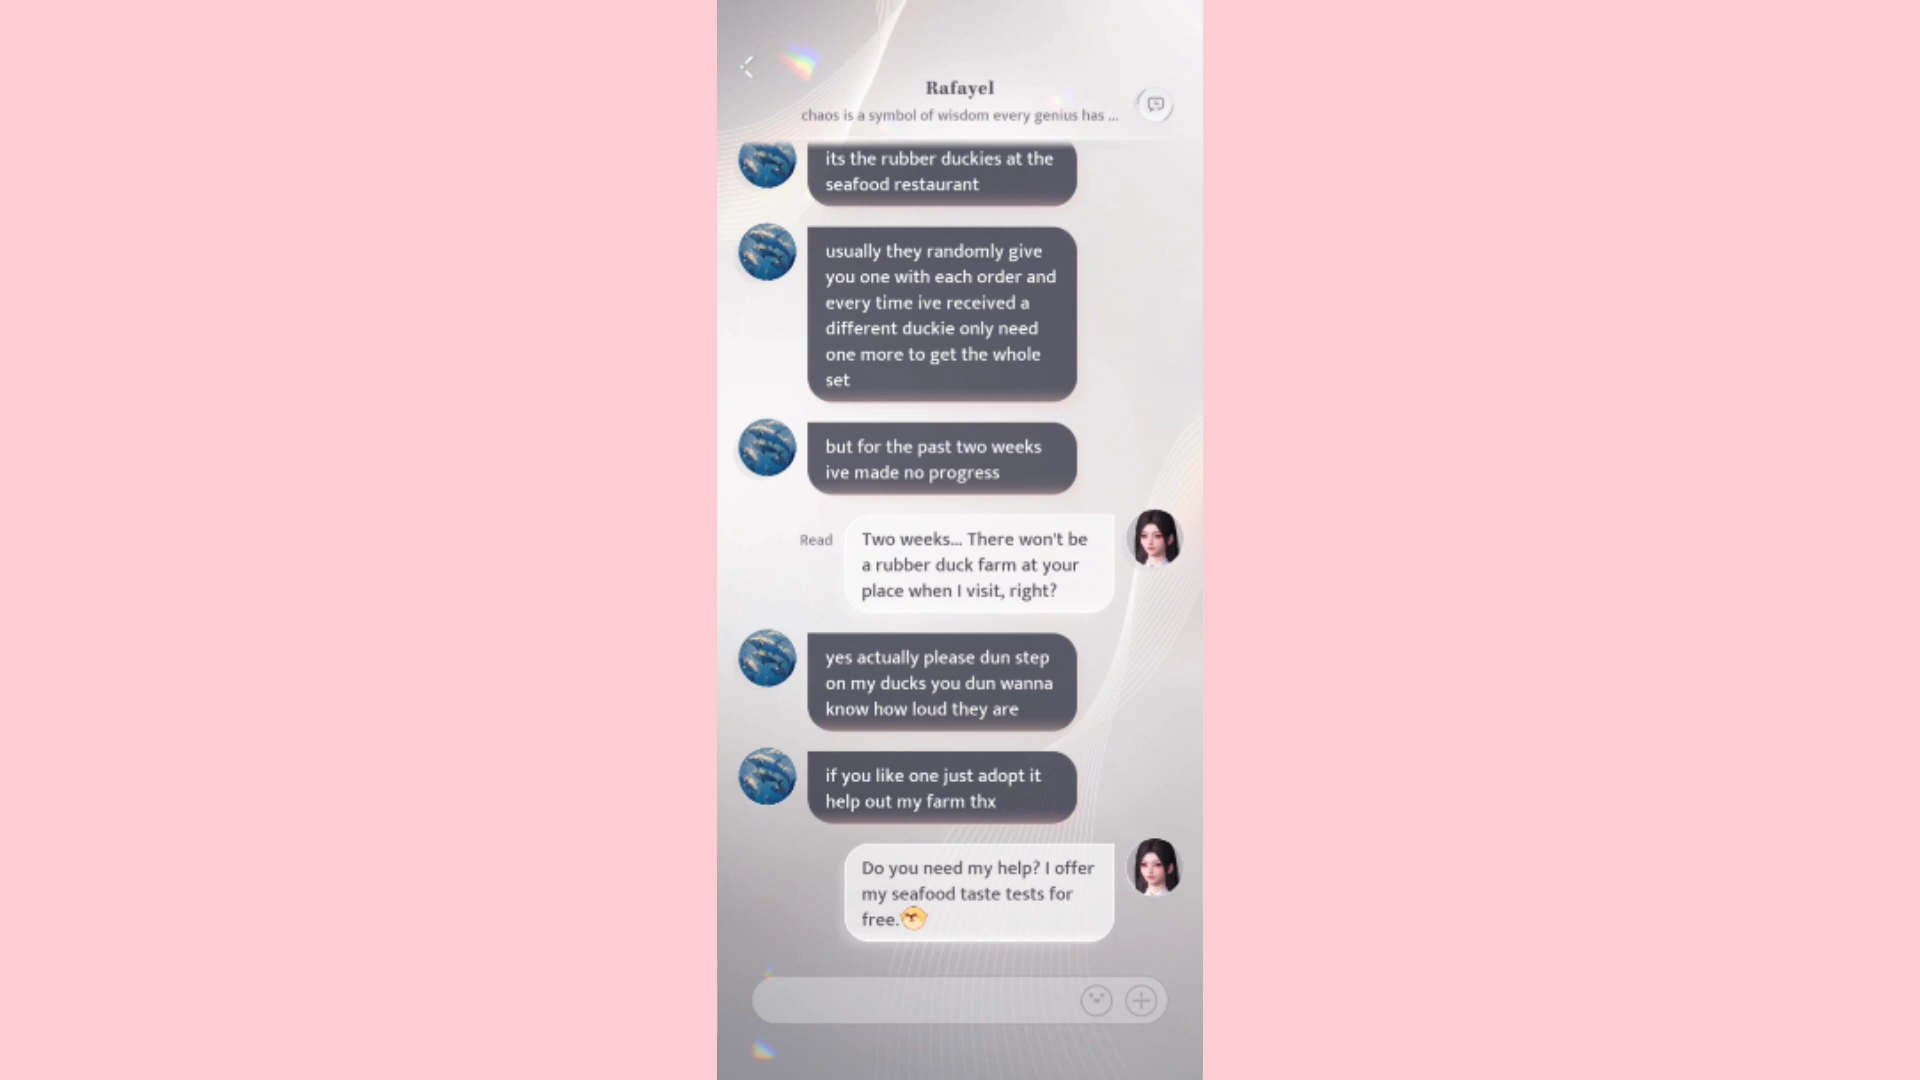 Rafayel
chaos is a symbol of wisdom every genius has ...
its the rubber duckies at the
seafood restaurant
usually they randomly give
you one with each order and
every time ive received a
different duckie only need
one more to get the whole
set
but for the past two weeks
ive made no progress
Read
Two weeks... There won't be
a rubber duck farm at your
place when I visit, right?
yes actually please dun step
on my ducks you dun wanna
know how loud they are
if you like one just adopt it
help out my farm thx
Do you need my help? I offer
my seafood taste tests for
free.